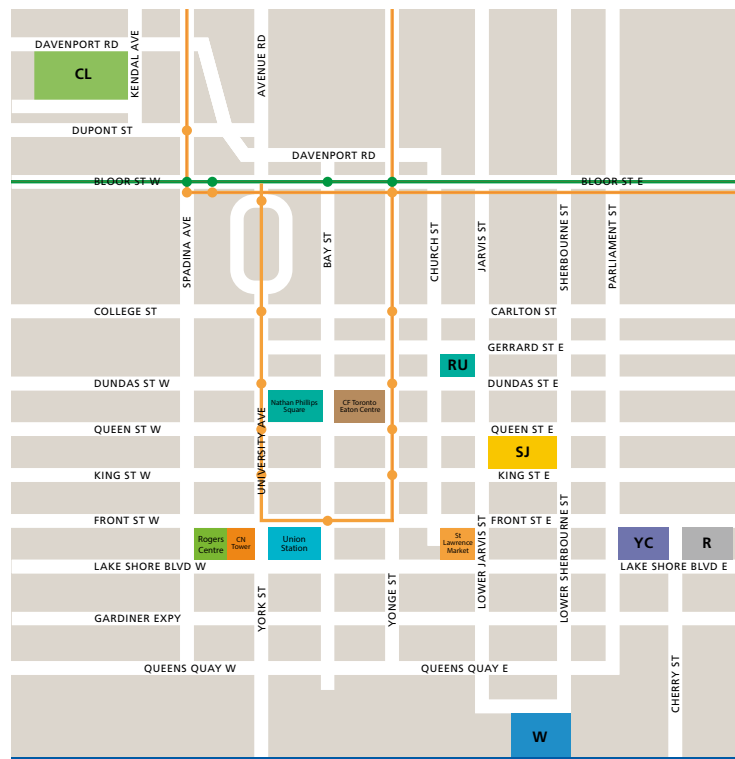 DAVENPORT RD
KENDAL AVE
AVENUE RD
CL
DUPONT ST
DAVENPORT RD
BLOOR ST W
BLOOR ST E
SPADINA AVE
BAY ST
CHURCH ST
JARVIS ST
SHERBOURNE ST
PARLIAMENT ST
COLLEGE ST
CARLTON ST
GERRARD ST E
RU
DUNDAS ST W
DUNDAS ST E
Nathan Phillips
Square
CF Toronto
Eaton Centre
UNIVERSITY AVE
QUEEN ST W
QUEEN ST E
SJ
KING ST W
KING ST E
FRONT ST W
FRONT ST E
Rogers
Centre
CN
Tower
Union
Station
St
Lawrence
Market
LOWER JARVIS ST
LOWER SHERBOURNE ST
YC
R
LAKE SHORE BLVD W
LAKE SHORE BLVD E
YORK ST
YONGE ST
GARDINER EXPY
QUEENS QUAY W
QUEENS QUAY E
CHERRY ST
W